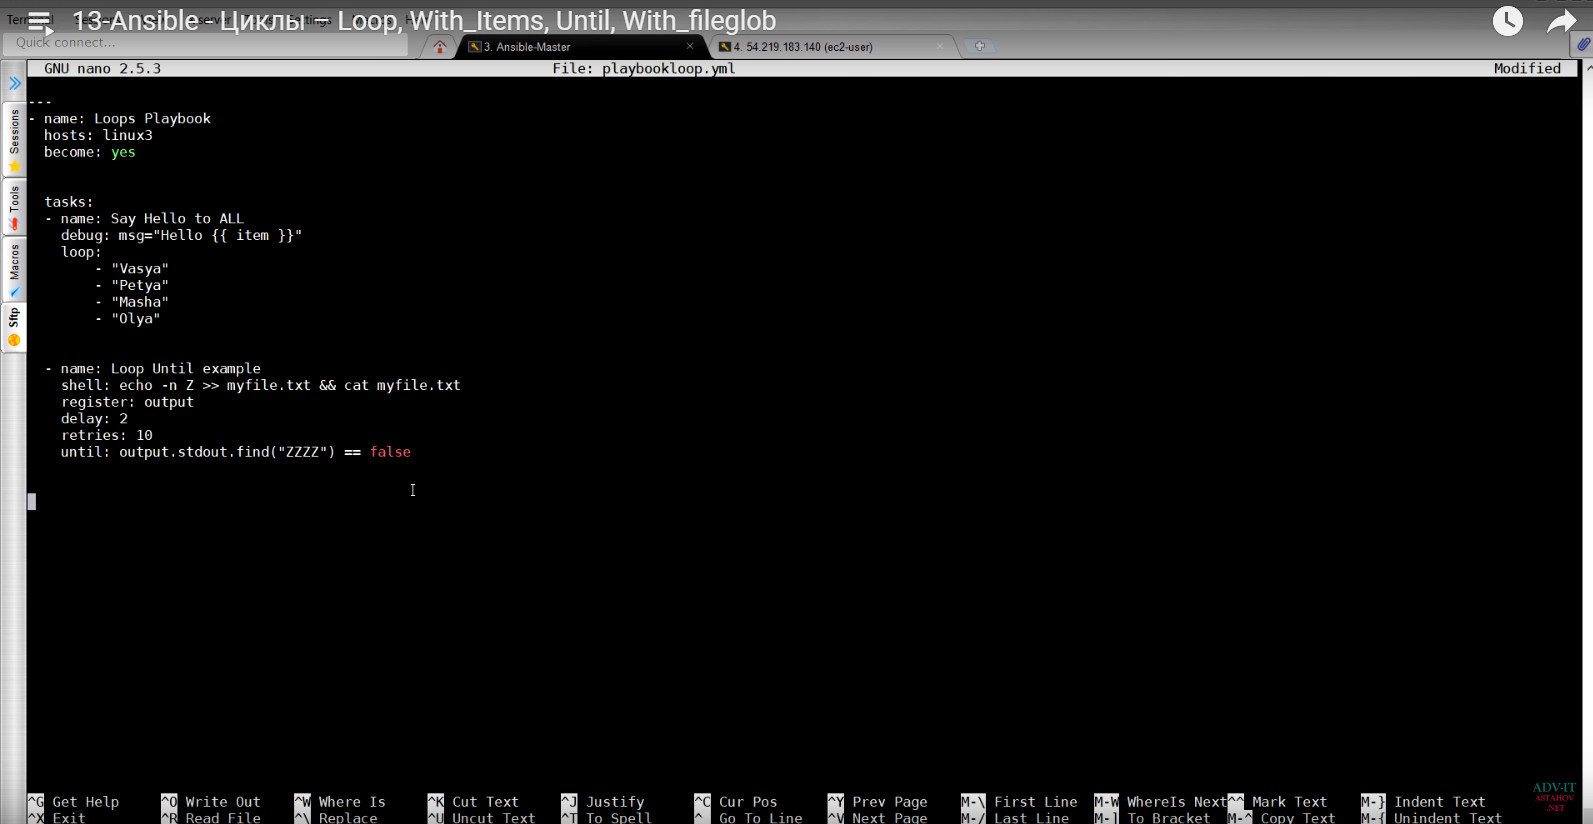 13-Ansible - Циклы – Loop, With_Items, Until, With_fileglob
Quick connect...
3. Ansible-Master
4. 54.219.183.140 (ec2-user)
GNU nano 2.5.3 File: playbookloop.yml Modified
---
- name: Loops Playbook
hosts: linux3
become: yes
tasks:
- name: Say Hello to ALL
debug: msg="Hello {{ item }}"
loop:
- "Vasya"
- "Petya"
- "Masha"
- "Olya"
- name: Loop Until example
shell: echo -n Z >> myfile.txt && cat myfile.txt
register: output
delay: 2
retries: 10
until: output.stdout.find("ZZZZ") == false
Sessions
Tools
Macros
Sftp
^G Get Help ^O Write Out ^W Where Is ^K Cut Text ^J Justify ^C Cur Pos ^Y Prev Page M-\ First Line M-W WhereIs Next ^^ Mark Text M-} Indent Text
^X Exit ^R Read File ^\ Replace ^U Uncut Text ^T To Spell ^_ Go To Line ^V Next Page M-/ Last Line M-] To Bracket M-^ Copy Text M-{ Unindent Text
ADV-IT
ASTAHOV
.NET